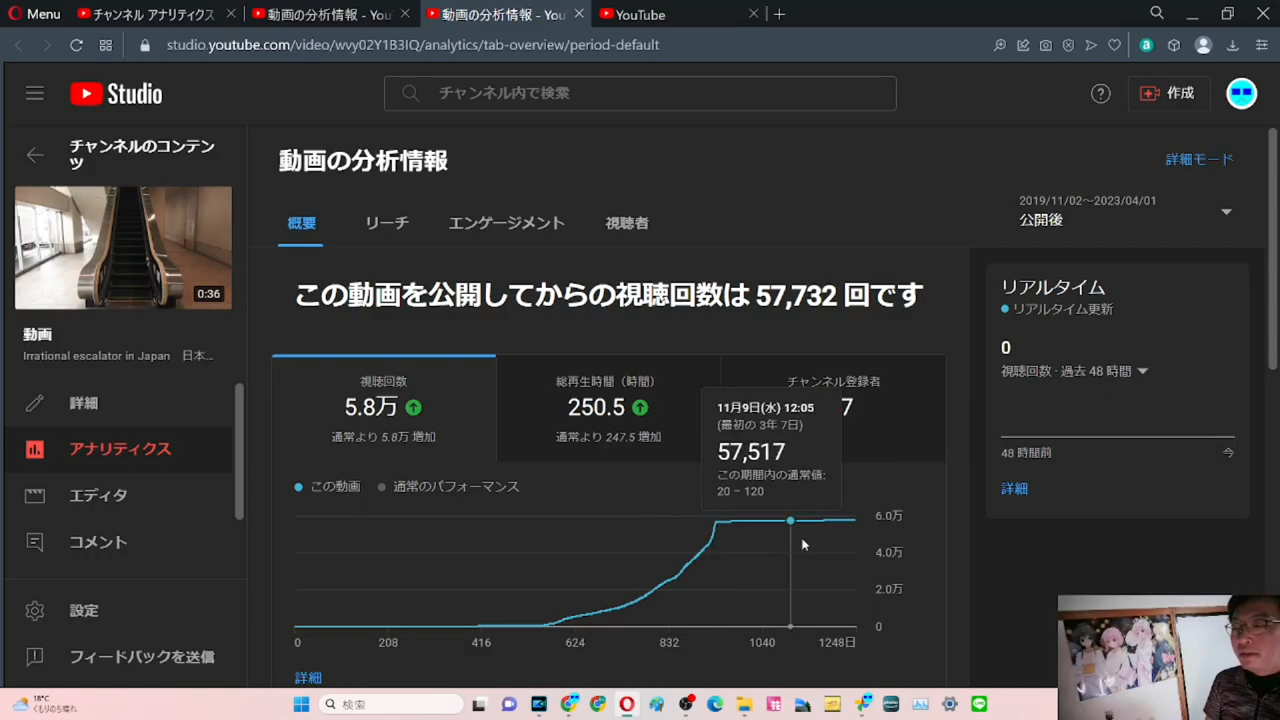 Menu
チャンネル アナリティクス
動画の分析情報 - You
動画の分析情報 - You
YouTube
studio.youtube.com/video/wvy02Y1B3IQ/analytics/tab-overview/period-default
Studio
チャンネル内で検索
作成
チャンネルのコンテン
ツ
0:36
動画
Irrational escalator in Japan 日本...
詳細
アナリティクス
エディタ
コメント
設定
フィードバックを送信
動画の分析情報
詳細モード
概要 リーチ エンゲージメント 視聴者
2019/11/02～2023/04/01
公開後
この動画を公開してからの視聴回数は 57,732 回です
視聴回数
5.8万
通常より 5.8万 増加
総再生時間（時間）
250.5
通常より 247.5 増加
チャンネル登録者
7
11月9日(水) 12:05
(最初の 3年 7日)
57,517
この期間内の通常値:
20 – 120
この動画 通常のパフォーマンス
6.0万
4.0万
2.0万
0
0 208 416 624 832 1040 1248日
詳細
リアルタイム
リアルタイム更新
0
視聴回数 · 過去 48 時間
48 時間前 今
詳細
18°C
くもりのち晴れ
検索